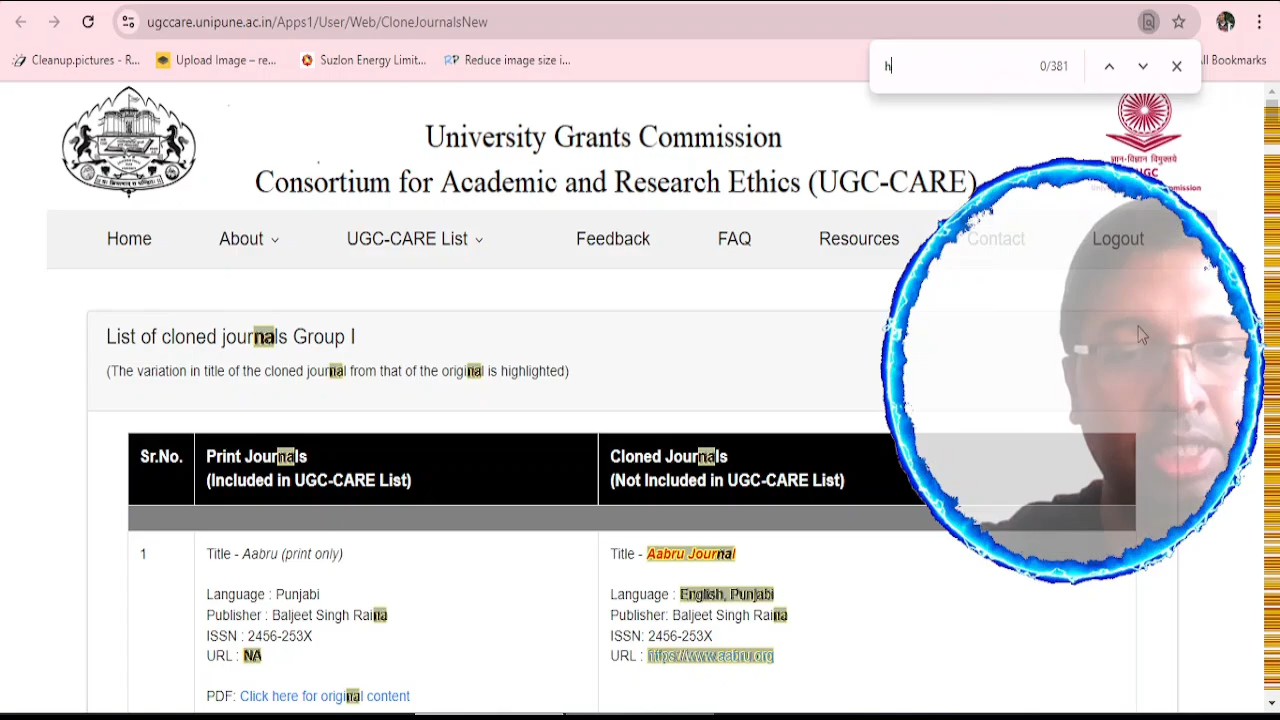 ugccare.unipune.ac.in/Apps1/User/Web/CloneJournalsNew
Cleanup.pictures - R...
Upload Image – re...
Suzlon Energy Limit...
Reduce image size i...
All Bookmarks
h
0/381
University Grants Commission
Consortium for Academic and Research Ethics (UGC-CARE)
ज्ञान-विज्ञान विमुक्तये
UGC
Home
About
UGC-CARE List
Feedback
FAQ
Resources
Contact
Logout
List of cloned journals Group I
(The variation in title of the cloned journal from that of the original is highlighted)
Sr.No.
Print Journals
(Included in UGC-CARE List)
Cloned Journals
(Not Included in UGC-CARE List)
1
Title - Aabru (print only)
Language : Punjabi
Publisher : Baljeet Singh Raina
ISSN : 2456-253X
URL : NA
PDF: Click here for original content
Title - Aabru Journal
Language : English, Punjabi
Publisher: Baljeet Singh Raina
ISSN: 2456-253X
URL : https://www.aabru.org